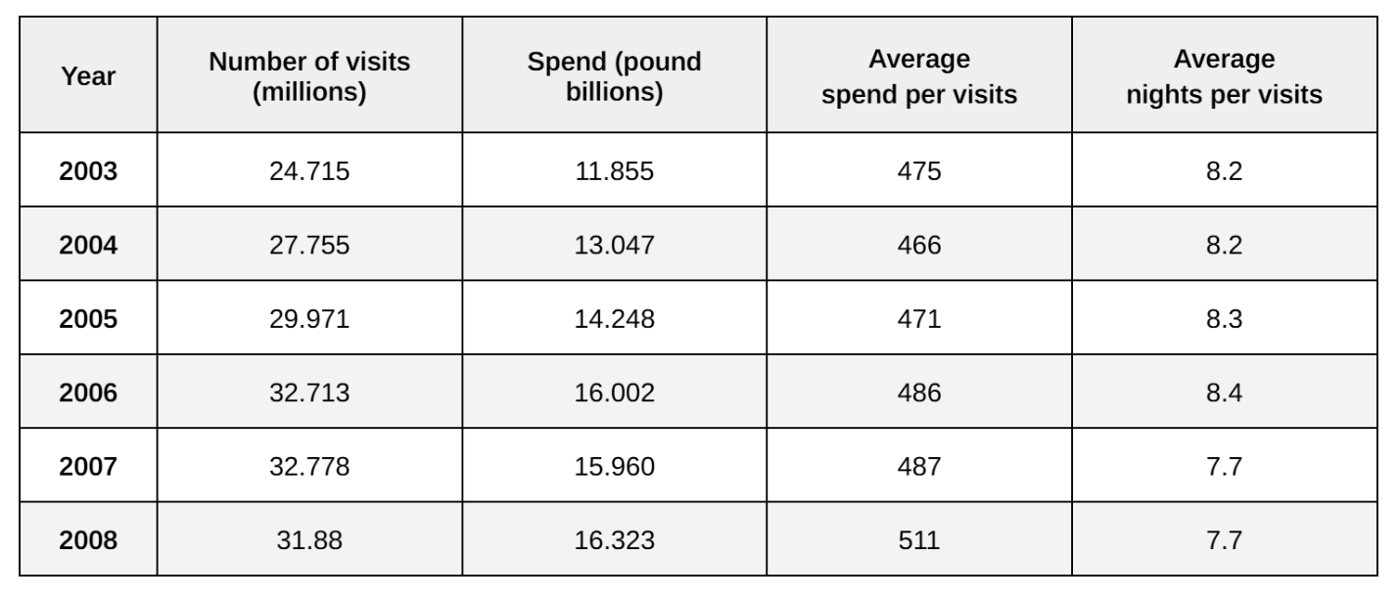 Year Number of visits (millions) Spend (pound billions) Average spend per visits Average nights per visits
2003 24.715 11.855 475 8.2
2004 27.755 13.047 466 8.2
2005 29.971 14.248 471 8.3
2006 32.713 16.002 486 8.4
2007 32.778 15.960 487 7.7
2008 31.88 16.323 511 7.7